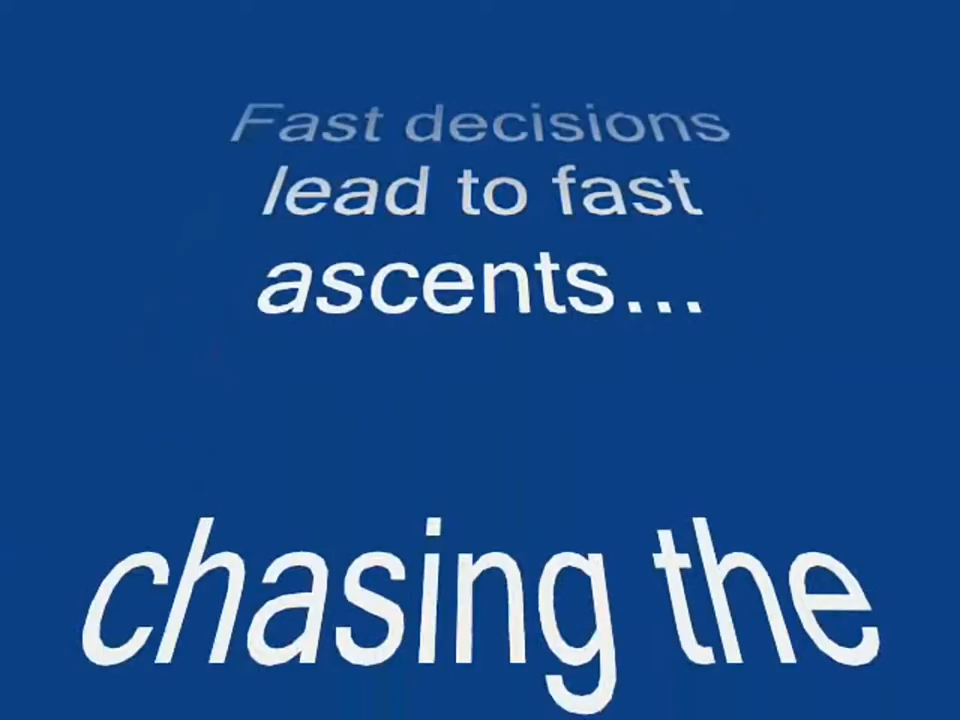 Fast decisions
lead to fast
ascents...
chasing the